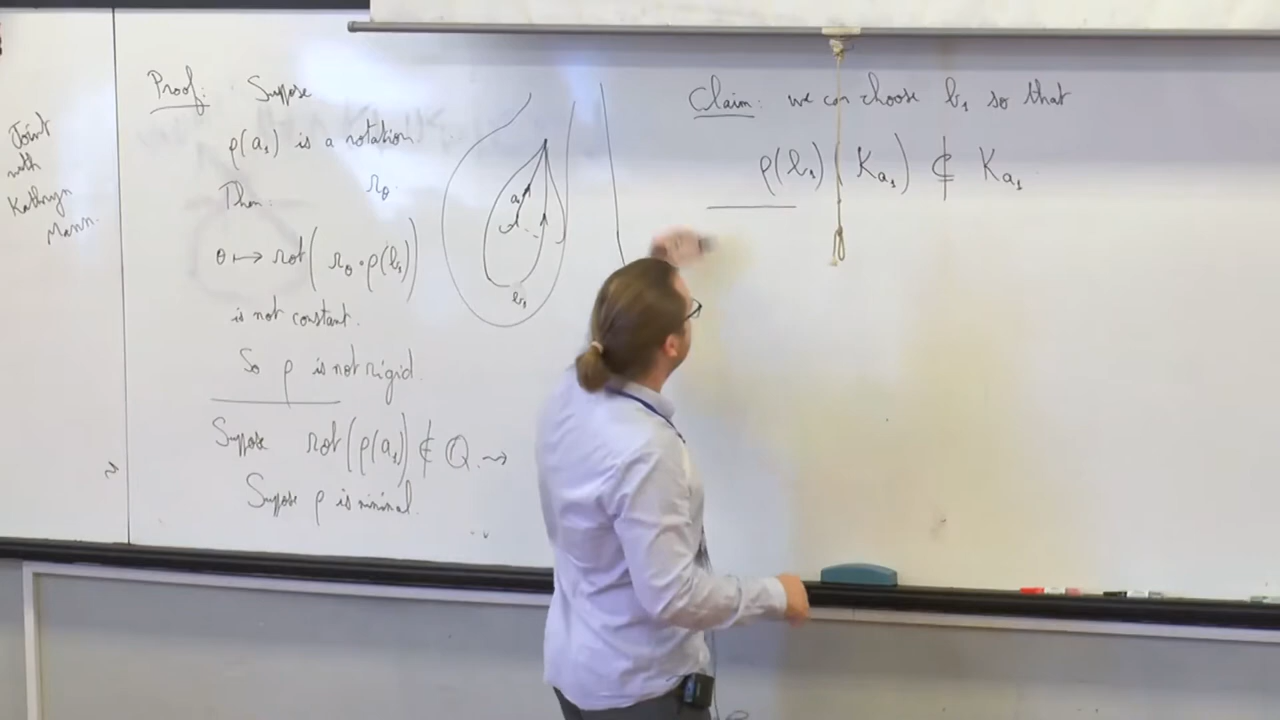 Joint
with
Kathryn
Mann.
Proof: Suppose
ρ(a₁) is a rotation.
r_θ
Then:
θ ↦ rot( r_θ ∘ ρ(b₁) )
is not constant.
So ρ is not rigid.
Suppose rot(ρ(a₁)) ∉ ℚ ⇝
Suppose ρ is minimal.
a₁
b₁
Claim: we can choose b₁ so that
ρ(b₁)(K_{a₁}) ⊄ K_{a₁}